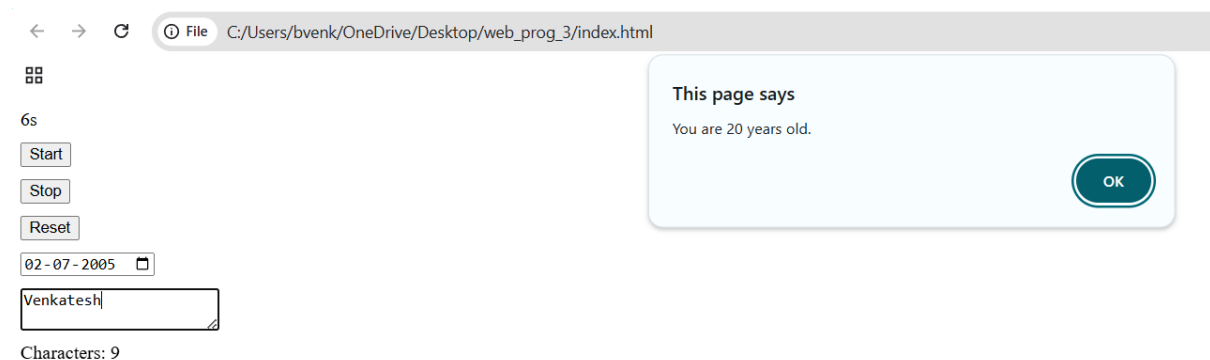 File C:/Users/bvenk/OneDrive/Desktop/web_prog_3/index.html
This page says
You are 20 years old.
OK
6s
Start
Stop
Reset
02-07-2005
Venkatesh
Characters: 9